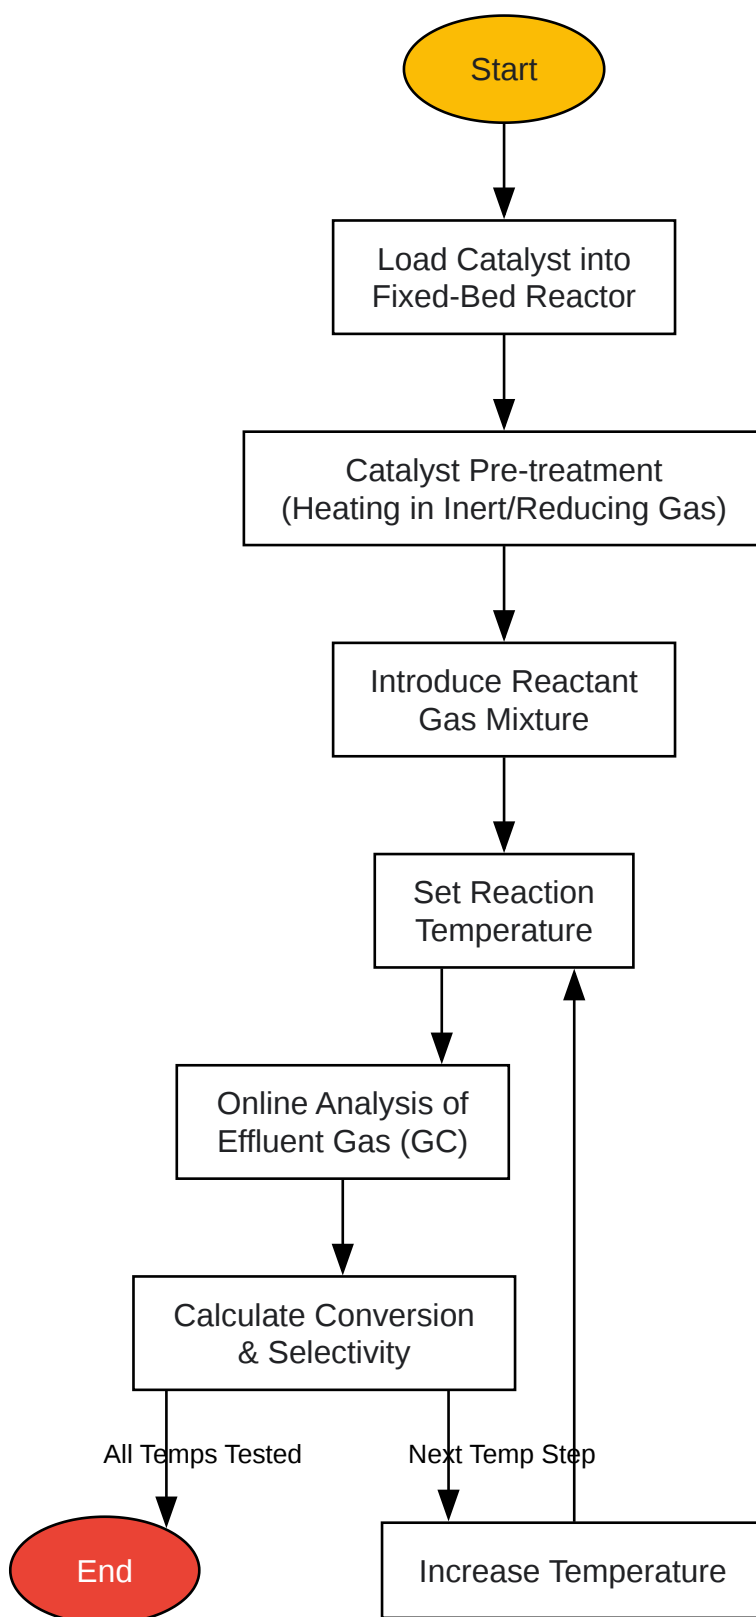 Start
Load Catalyst into
Fixed-Bed Reactor
Catalyst Pre-treatment
(Heating in Inert/Reducing Gas)
Introduce Reactant
Gas Mixture
Set Reaction
Temperature
Online Analysis of
Effluent Gas (GC)
Calculate Conversion
& Selectivity
All Temps Tested
Next Temp Step
End
Increase Temperature